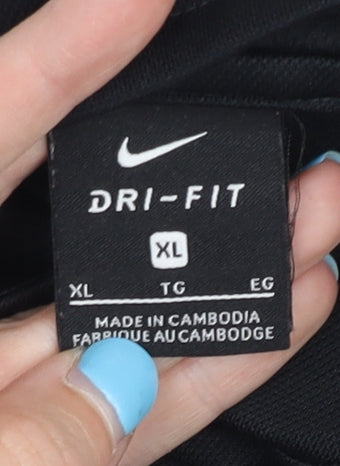 DRI-FIT
XL
XL TG EG
MADE IN CAMBODIA
FABRIQUE AU CAMBODGE